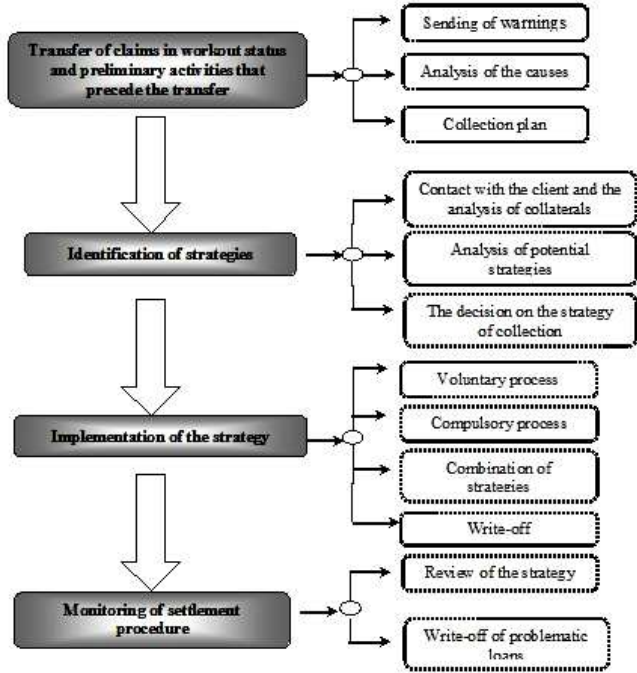 Transfer of claims in workout status
and preliminary activities that
precede the transfer
Sending of warnings
Analysis of the causes
Collection plan
Identification of strategies
Contact with the client and the
analysis of collaterals
Analysis of potential
strategies
The decision on the strategy
of collection
Implementation of the strategy
Voluntary process
Compulsory process
Combination of
strategies
Write-off
Monitoring of settlement
procedure
Review of the strategy
Write-off of problematic
loans